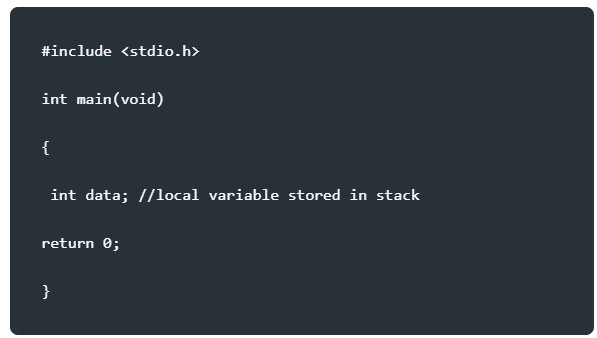 #include <stdio.h>
int main(void)
{
int data; //local variable stored in stack
return 0;
}